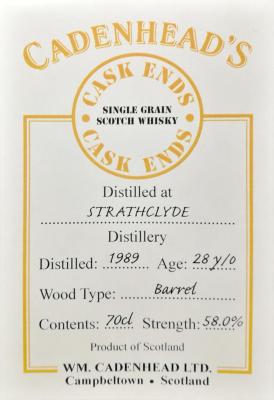 CADENHEAD'S
· CASK ENDS ·
SINGLE GRAIN
SCOTCH WHISKY
CASK ENDS
Distilled at
STRATHCLYDE
Distillery
Distilled: 1989 Age: 28 y/o
Wood Type: Barrel
Contents: 70cl Strength: 58.0%
Product of Scotland
WM. CADENHEAD LTD.
Campbeltown • Scotland